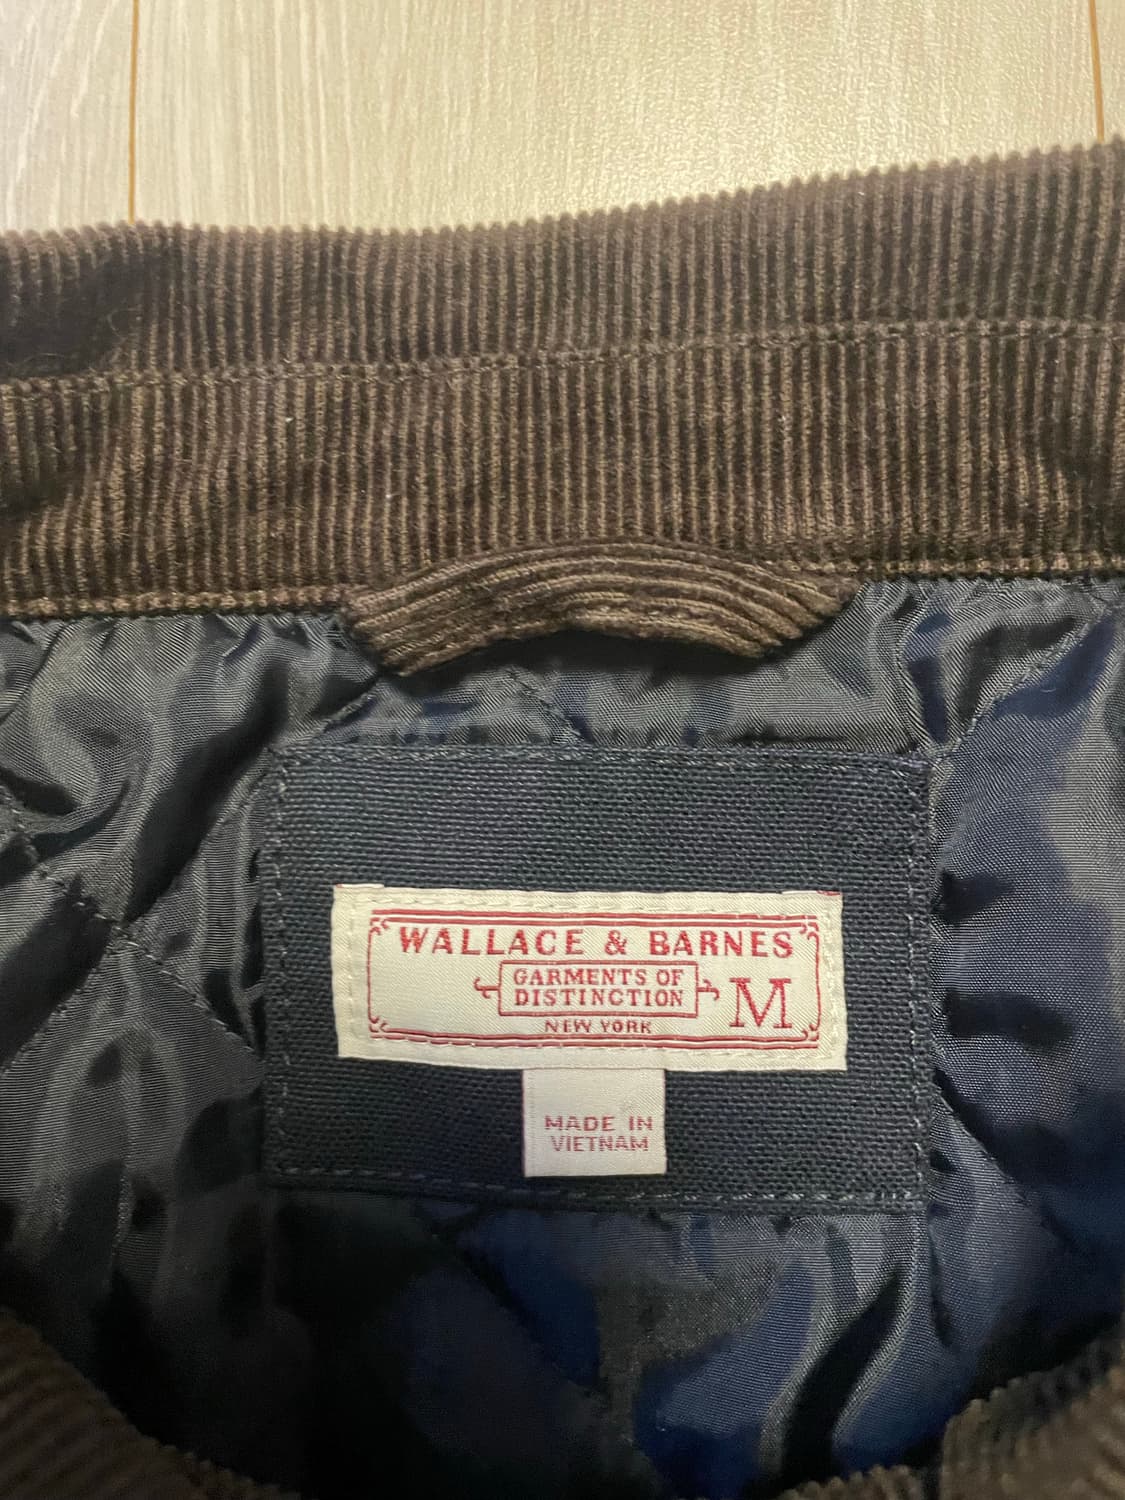 WALLACE & BARNES
GARMENTS OF
DISTINCTION
M
NEW YORK
MADE IN
VIETNAM